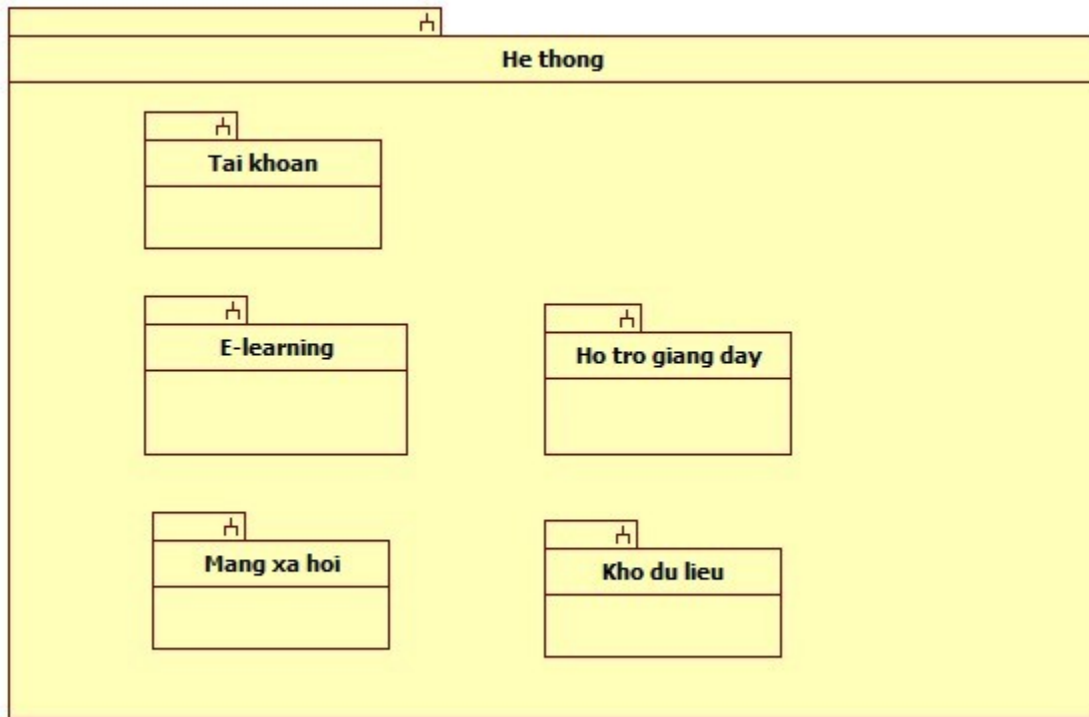 He thong
Tai khoan
E-learning
Ho tro giang day
Mang xa hoi
Kho du lieu